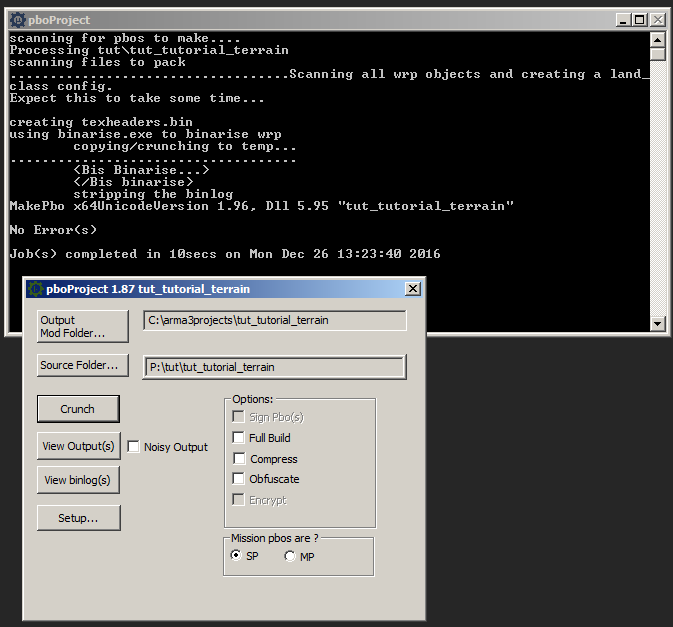 pboProject
scanning for pbos to make....
Processing tut\tut_tutorial_terrain
scanning files to pack
..................................Scanning all wrp objects and creating a land_
class config.
Expect this to take some time...
creating texheaders.bin
using binarise.exe to binarise wrp
copying/crunching to temp...
...................................
<Bis Binarise...>
</Bis binarise>
stripping the binlog
MakePbo x64UnicodeVersion 1.96, Dll 5.95 "tut_tutorial_terrain"
No Error(s)
Job(s) completed in 10secs on Mon Dec 26 13:23:40 2016
pboProject 1.87 tut_tutorial_terrain
Output
Mod Folder...
C:\arma3projects\tut_tutorial_terrain
Source Folder...
P:\tut\tut_tutorial_terrain
Crunch
View Output(s)
Noisy Output
View binlog(s)
Setup...
Options:
Sign Pbo(s)
Full Build
Compress
Obfuscate
Encrypt
Mission pbos are ?
SP
MP